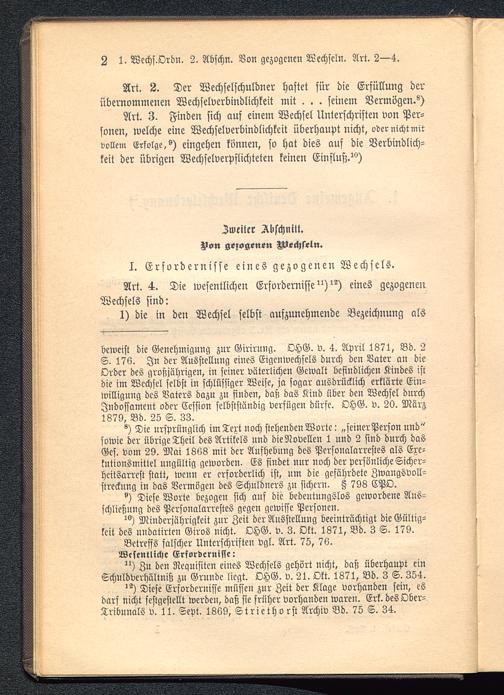 2 1. Wechs.Ordn. 2. Abschn. Von gezogenen Wechseln. Art. 2—4.
Art. 2. Der Wechselschuldner haftet für die Erfüllung der
übernommenen Wechselverbindlichkeit mit . . . seinem Vermögen.⁸)
Art. 3. Finden sich auf einem Wechsel Unterschriften von Per-
sonen, welche eine Wechselverbindlichkeit überhaupt nicht, oder nicht mit
vollem Erfolge,⁹) eingehen können, so hat dies auf die Verbindlich-
keit der übrigen Wechselverpflichteten keinen Einfluß.¹⁰)
Zweiter Abschnitt.
Von gezogenen Wechseln.
I. Erfordernisse eines gezogenen Wechsels.
Art. 4. Die wesentlichen Erfordernisse¹¹)¹²) eines gezogenen
Wechsels sind:
1) die in den Wechsel selbst aufzunehmende Bezeichnung als
beweist die Genehmigung zur Girirung. OHG. v. 4. April 1871, Bd. 2
S. 176. In der Ausstellung eines Eigenwechsels durch den Vater an die
Order des großjährigen, in seiner väterlichen Gewalt befindlichen Kindes ist
die im Wechsel selbst in schlüssiger Weise, ja sogar ausdrücklich erklärte Ein-
willigung des Vaters dazu zu finden, daß das Kind über den Wechsel durch
Indossament oder Cession selbstständig verfügen dürfe. OHG. v. 20. März
1879, Bd. 25 S. 33.
⁸) Die ursprünglich im Text noch stehenden Worte: „seiner Person und“
sowie der übrige Theil des Artikels und die Novellen 1 und 2 sind durch das
Ges. vom 29. Mai 1868 mit der Aufhebung des Personalarrestes als Exe-
kutionsmittel ungültig geworden. Es findet nur noch der persönliche Sicher-
heitsarrest statt, wenn er erforderlich ist, um die gefährdete Zwangsvoll-
streckung in das Vermögen des Schuldners zu sichern. § 798 CPO.
⁹) Diese Worte bezogen sich auf die bedeutungslos gewordene Aus-
schließung des Personalarrestes gegen gewisse Personen.
¹⁰) Minderjährigkeit zur Zeit der Ausstellung beeinträchtigt die Gültig-
keit des undatirten Giros nicht. OHG. v. 3. Okt. 1871, Bd. 3 S. 179.
Betreffs falscher Unterschriften vgl. Art. 75, 76.
Wesentliche Erfordernisse:
¹¹) Zu den Requisiten eines Wechsels gehört nicht, daß überhaupt ein
Schuldverhältniß zu Grunde liegt. OHG. v. 21. Okt. 1871, Bd. 3 S. 354.
¹²) Diese Erfordernisse müssen zur Zeit der Klage vorhanden sein, es
darf nicht festgestellt werden, daß sie früher vorhanden waren. Erk. des Ober-
Tribunals v. 11. Sept. 1869, Striethorst Archiv Bd. 75 S. 34.